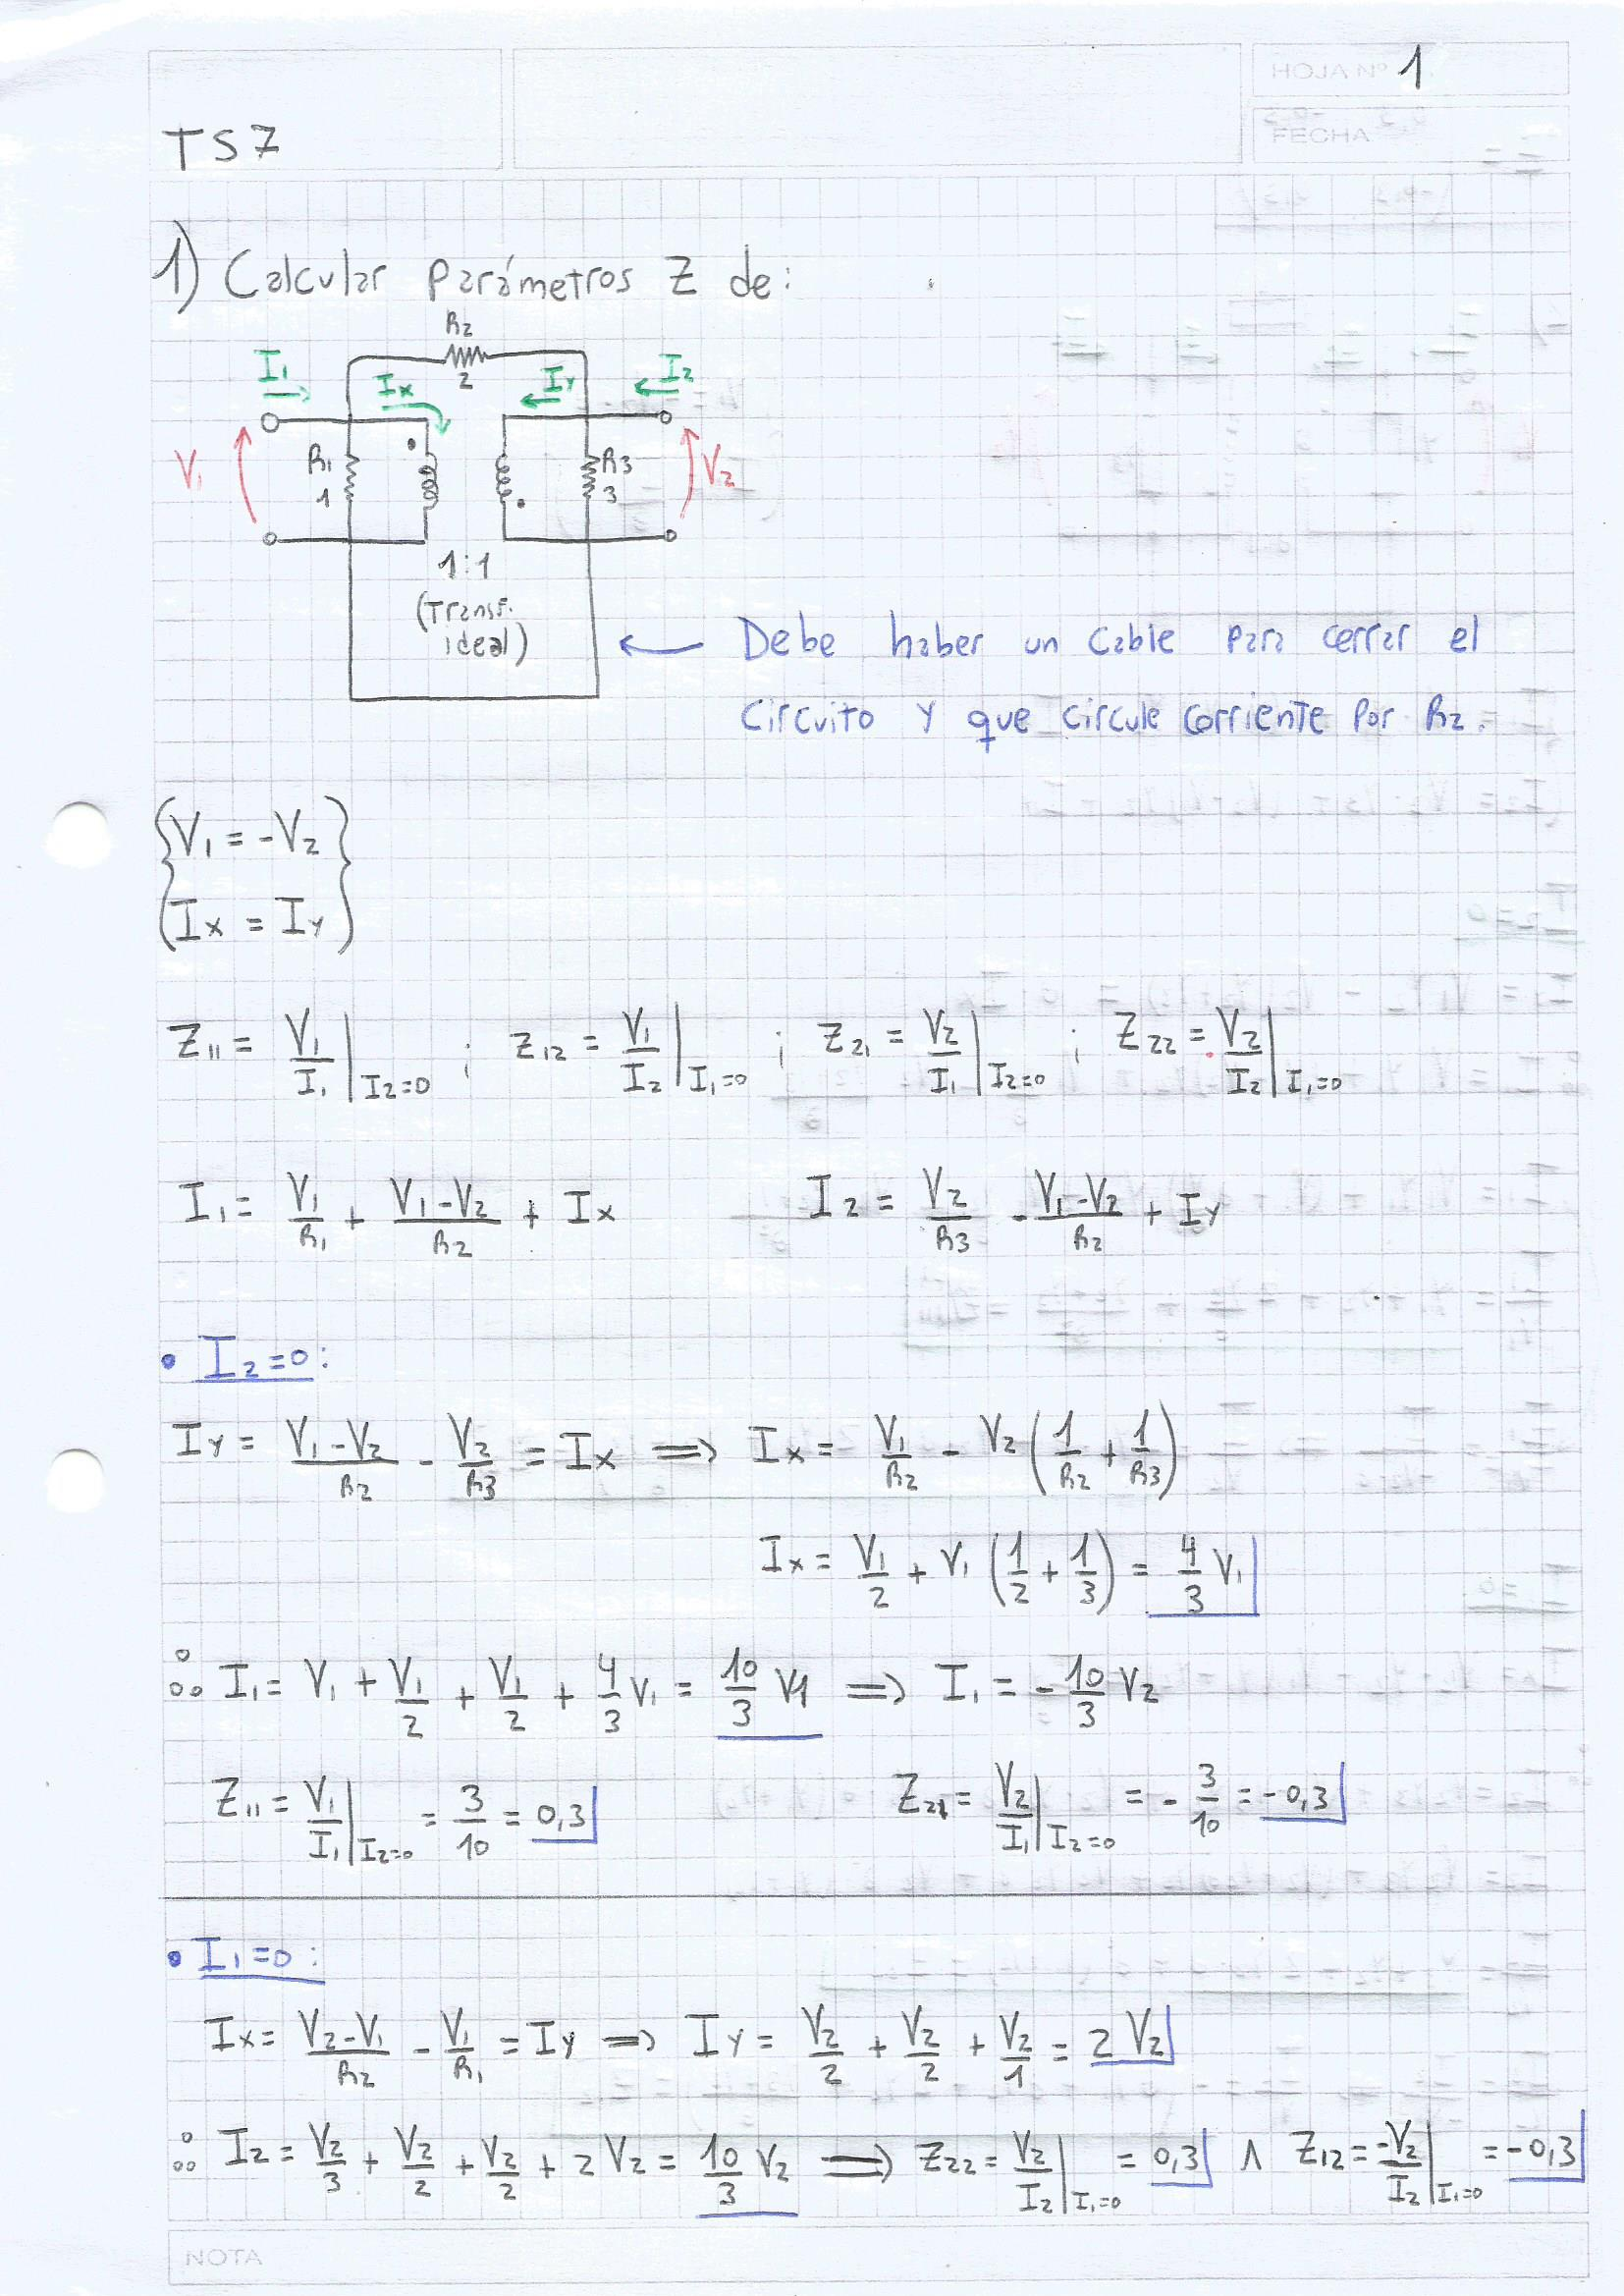 HOJA Nº 1
FECHA
TS7
1) Calcular Parámetros Z de:
R2
2
I1
Ix
Iy
I2
V1
R1
1
R3
3
V2
1:1
(Transf. ideal)
← Debe haber un cable para cerrar el
circuito y que circule corriente por R2.
{V1 = -V2}
{Ix = Iy}
Z11 = V1/I1 |I2=0 ; Z12 = V1/I2 |I1=0 ; Z21 = V2/I1 |I2=0 ; Z22 = V2/I2 |I1=0
I1 = V1/R1 + (V1-V2)/R2 + Ix    I2 = V2/R3 - (V1-V2)/R2 + Iy
• I2=0:
Iy = (V1-V2)/R2 - V2/R3 = Ix ⟹ Ix = V1/R2 - V2 (1/R2 + 1/R3)
Ix = V1/2 + V1 (1/2 + 1/3) = 4/3 V1
∴ I1 = V1 + V1/2 + V1/2 + 4/3 V1 = 10/3 V1 ⟹ I1 = -10/3 V2
Z11 = V1/I1 |I2=0 = 3/10 = 0,3    Z21 = V2/I1 |I2=0 = -3/10 = -0,3
• I1=0:
Ix = (V2-V1)/R2 - V1/R1 = Iy ⟹ Iy = V2/2 + V2/2 + V2/1 = 2 V2
∴ I2 = V2/3 + V2/2 + V2/2 + 2 V2 = 10/3 V2 ⟹ Z22 = V2/I2 |I1=0 = 0,3 ∧ Z12 = -V2/I2 |I1=0 = -0,3
NOTA